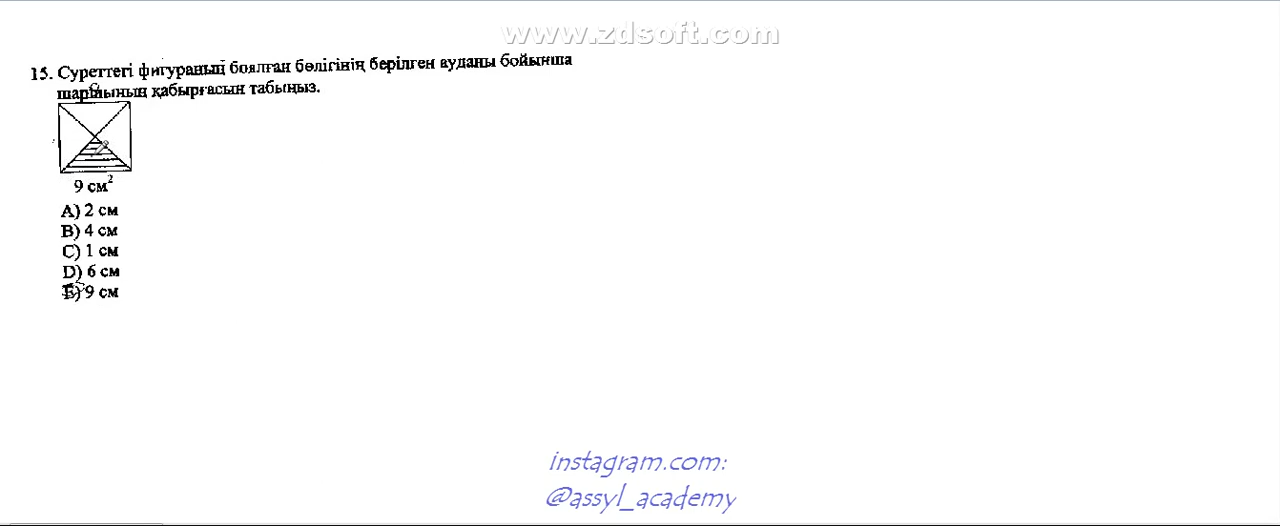 www.zdsoft.com
15. Суреттегі фигураның боялған бөлігінің берілген ауданы бойынша
шаршының қабырғасын табыңыз.
9 см²
A) 2 см
B) 4 см
C) 1 см
D) 6 см
E) 9 см
instagram.com:
@assyl_academy